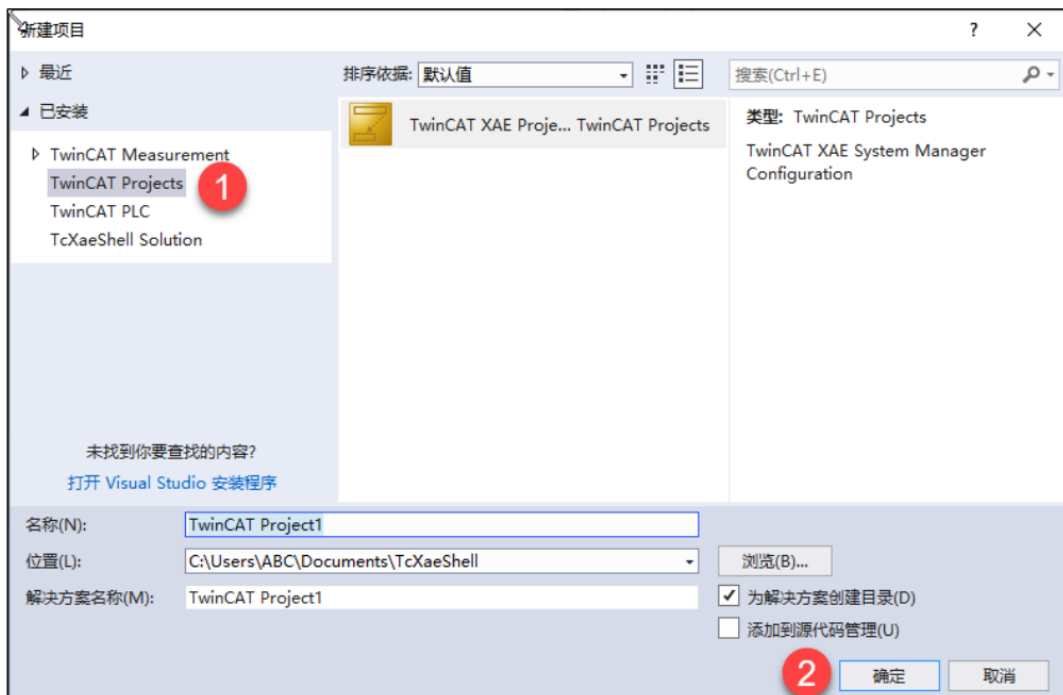 新建项目
?
最近
已安装
TwinCAT Measurement
TwinCAT Projects
1
TwinCAT PLC
TcXaeShell Solution
未找到你要查找的内容?
打开 Visual Studio 安装程序
排序依据: 默认值
TwinCAT XAE Proje... TwinCAT Projects
搜索(Ctrl+E)
类型: TwinCAT Projects
TwinCAT XAE System Manager
Configuration
名称(N): TwinCAT Project1
位置(L): C:\Users\ABC\Documents\TcXaeShell
浏览(B)...
解决方案名称(M): TwinCAT Project1
为解决方案创建目录(D)
添加到源代码管理(U)
2
确定
取消